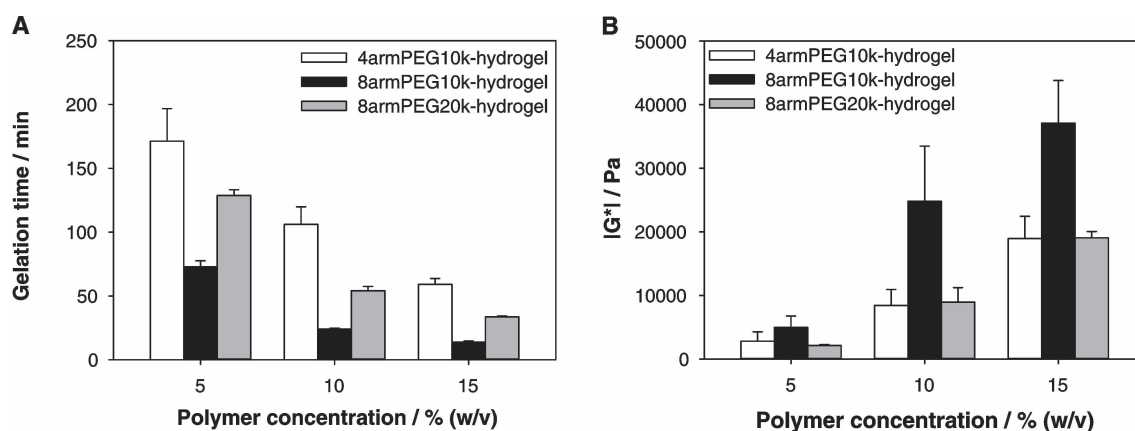 A
Gelation time / min
250
200
150
100
50
0
4armPEG10k-hydrogel
8armPEG10k-hydrogel
8armPEG20k-hydrogel
5
10
15
Polymer concentration / % (w/v)
B
|G*| / Pa
50000
40000
30000
20000
10000
0
4armPEG10k-hydrogel
8armPEG10k-hydrogel
8armPEG20k-hydrogel
5
10
15
Polymer concentration / % (w/v)